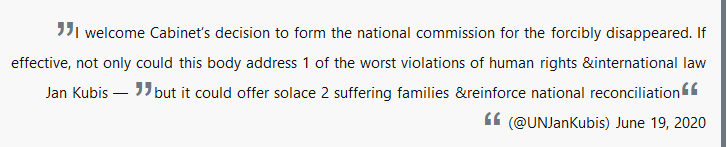 ”I welcome Cabinet’s decision to form the national commission for the forcibly disappeared. If
effective, not only could this body address 1 of the worst violations of human rights &international law
Jan Kubis — ”but it could offer solace 2 suffering families &reinforce national reconciliation“
“ (@UNJanKubis) June 19, 2020